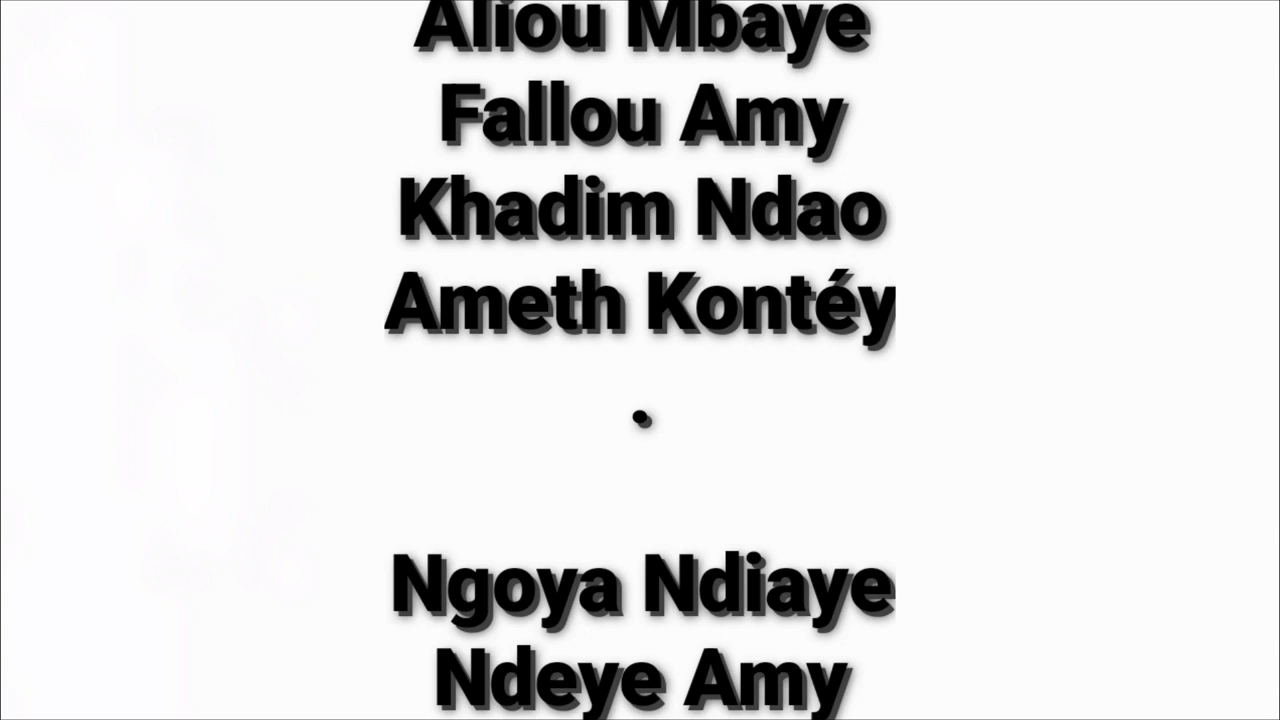 Aliou Mbaye
Fallou Amy
Khadim Ndao
Ameth Kontéy
.
Ngoya Ndiaye
Ndeye Amy